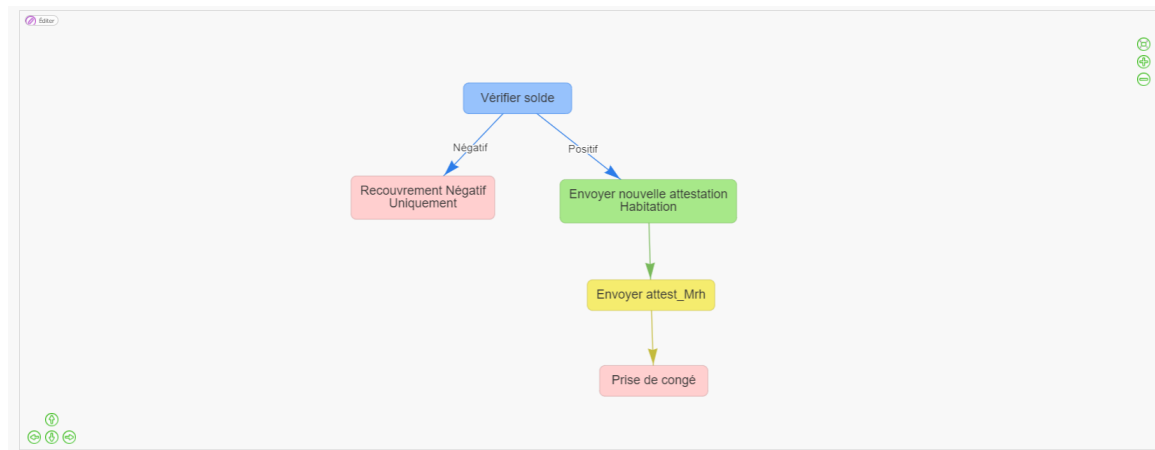 Editor
Vérifier solde
Négatif
Positif
Recouvrement Négatif
Uniquement
Envoyer nouvelle attestation
Habitation
Envoyer attest_Mrh
Prise de congé